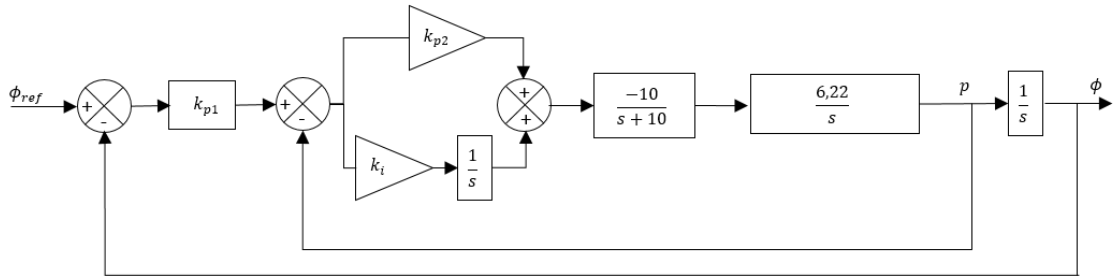 ϕ_ref
+
-
k_p1
+
-
k_p2
k_i
1
s
+
+
-10
s + 10
6,22
s
p
1
s
ϕ